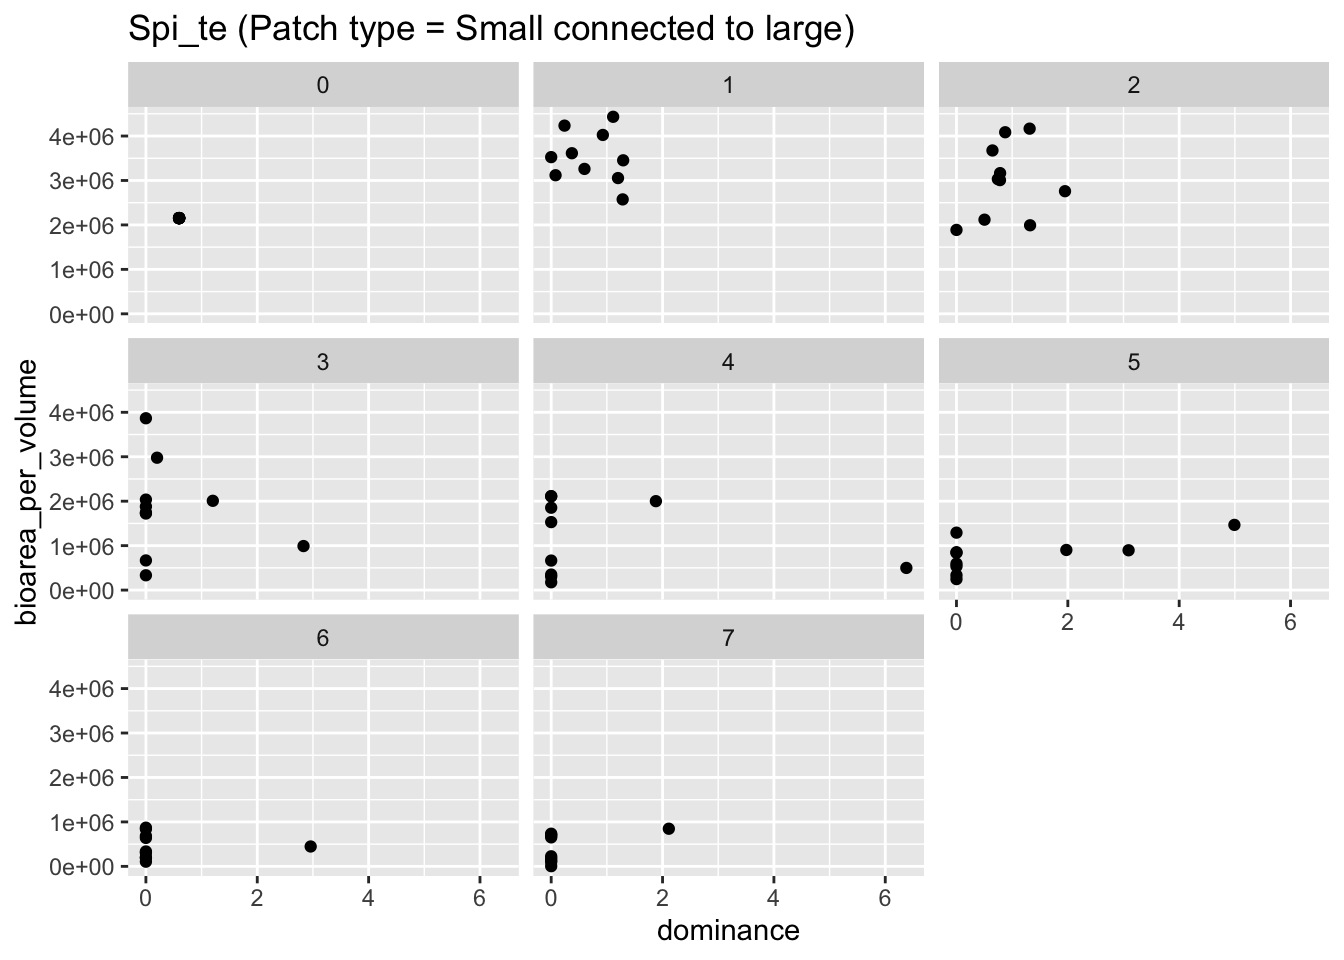 Spi_te (Patch type = Small connected to large)
0 1 2
4e+06
3e+06
2e+06
1e+06
0e+00
3 4 5
4e+06
3e+06
2e+06
1e+06
0e+00
0 2 4 6
6 7
4e+06
3e+06
2e+06
1e+06
0e+00
0 2 4 6 0 2 4 6
dominance
bioarea_per_volume